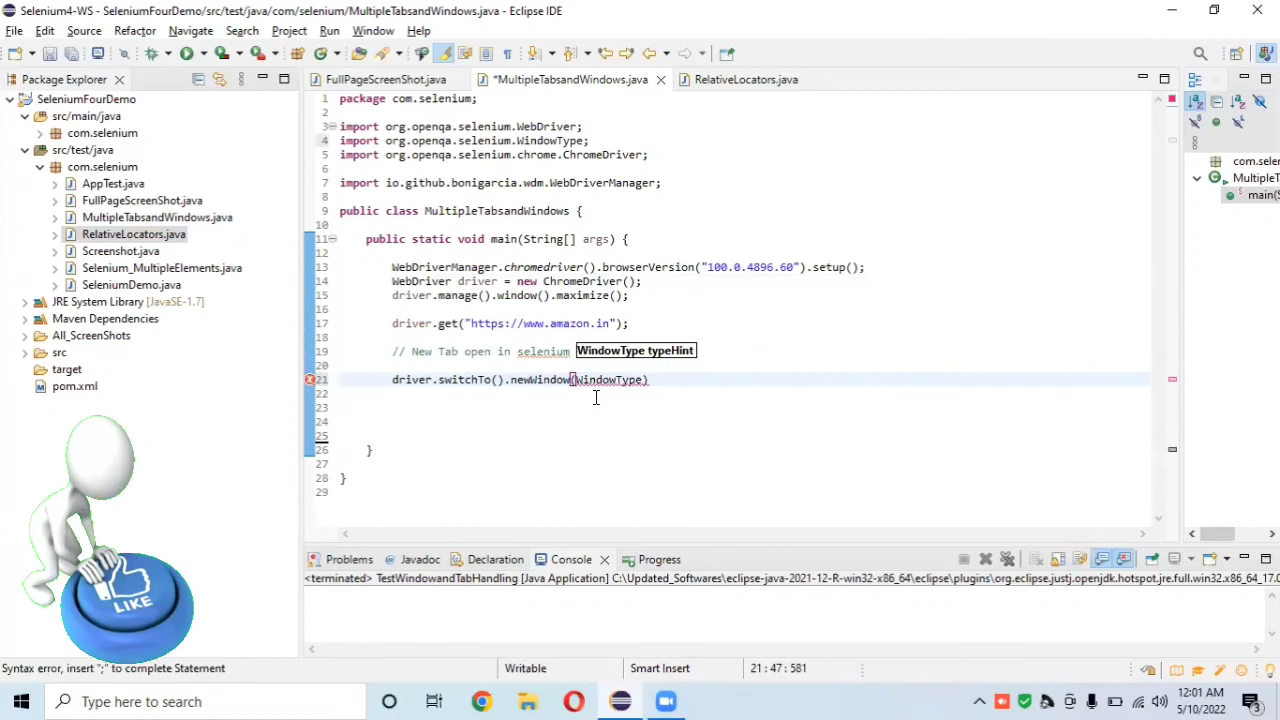 Selenium4-WS - SeleniumFourDemo/src/test/java/com/selenium/MultipleTabsandWindows.java - Eclipse IDE
File Edit Source Refactor Navigate Search Project Run Window Help
Package Explorer
SeleniumFourDemo
src/main/java
com.selenium
src/test/java
com.selenium
AppTest.java
FullPageScreenShot.java
MultipleTabsandWindows.java
RelativeLocators.java
Screenshot.java
Selenium_MultipleElements.java
SeleniumDemo.java
JRE System Library [JavaSE-1.7]
Maven Dependencies
All_ScreenShots
src
target
pom.xml
LIKE
FullPageScreenShot.java *MultipleTabsandWindows.java RelativeLocators.java
1 package com.selenium;
2
3 import org.openqa.selenium.WebDriver;
4 import org.openqa.selenium.WindowType;
5 import org.openqa.selenium.chrome.ChromeDriver;
6
7 import io.github.bonigarcia.wdm.WebDriverManager;
8
9 public class MultipleTabsandWindows {
10
11 public static void main(String[] args) {
12
13 WebDriverManager.chromedriver().browserVersion("100.0.4896.60").setup();
14 WebDriver driver = new ChromeDriver();
15 driver.manage().window().maximize();
16
17 driver.get("https://www.amazon.in");
18
19 // New Tab open in selenium WindowType typeHint
20
21 driver.switchTo().newWindow(WindowType)
22
23
24
25
26 }
27
28 }
29
com.selen
MultipleT
main(S
Problems Javadoc Declaration Console Progress
<terminated> TestWindowandTabHandling [Java Application] C:\Updated_Softwares\eclipse-java-2021-12-R-win32-x86_64\eclipse\plugins\org.eclipse.justj.openjdk.hotspot.jre.full.win32.x86_64_17.0
Syntax error, insert ";" to complete Statement Writable Smart Insert 21 : 47 : 581
Type here to search
12:01 AM
5/10/2022
3